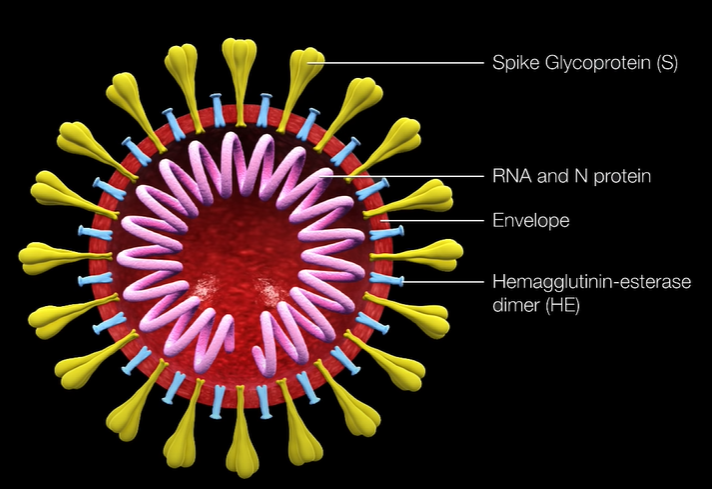 Spike Glycoprotein (S)
RNA and N protein
Envelope
Hemagglutinin-esterase
dimer (HE)